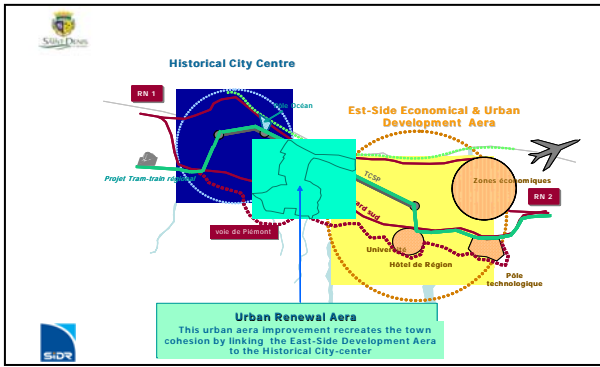 SAINT-DENIS
Historical City Centre
RN 1
Pôle Océan
Est-Side Economical & Urban
Development Aera
Projet Tram-train régional
TCSP
Zones économiques
RN 2
ard sud
voie de Piémont
Université
Hôtel de Région
Pôle
technologique
Urban Renewal Aera
This urban aera improvement recreates the town
cohesion by linking the East-Side Development Aera
to the Historical City-center
SIDR